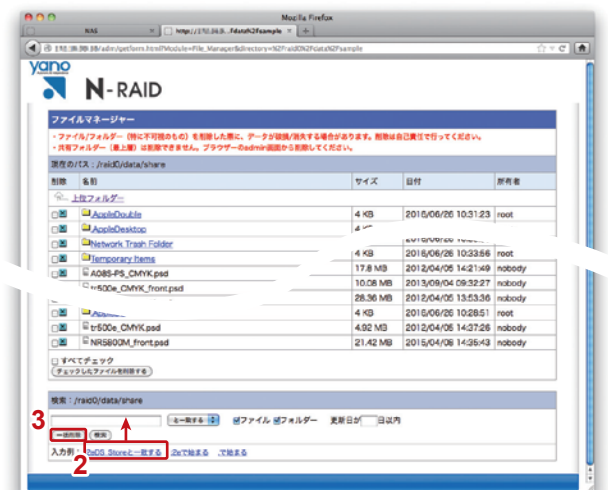 Mozilla Firefox
NAS
yano
N-RAID
ファイルマネージャー
・ファイル/フォルダー（特に不可視のもの）を削除した際に、データが破損/消失する場合があります。削除は自己責任で行ってください。
・共有フォルダー（最上層）は削除できません。ブラウザーのadmin画面から削除してください。
現在のパス：/raid0/data/share
削除 名前 サイズ 日付 所有者
上位フォルダー
AppleDouble 4 KB 2015/06/26 10:31:23 root
AppleDesktop
Network Trash Folder
Temporary Items 4 KB 2015/06/26 10:33:56 root
A08S-PS_CMYK.psd 17.8 MB 2012/04/05 14:21:49 nobody
tr500e_CMYK_front.psd 10.08 MB 2013/09/04 09:32:27 nobody
28.36 MB 2012/04/05 13:53:36 nobody
4 KB 2015/06/26 10:28:51 root
tr500e_CMYK.psd 4.92 MB 2012/04/05 14:37:26 nobody
NR5800M_front.psd 21.42 MB 2015/04/08 14:35:43 nobody
すべてチェック
チェックしたファイルを削除する
検索：/raid0/data/share
と一致する ファイル フォルダー 更新日が 日以内
3
一括削除 検索
入力例： .2eDS_Storeと一致する .2eで始まる .で始まる
2